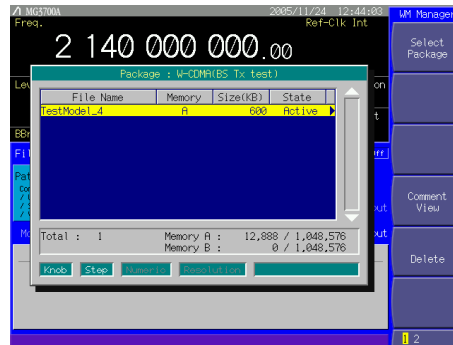 MG3700A 2005/11/24 12:44:03 WM Manager
Freq. Ref-Clk Int
2 140 000 000.00
Select
Package
Package : W-CDMA(BS Tx test)
File Name Memory Size(KB) State
TestModel_4 A 600 Active
Comment
View
Total : 1 Memory A : 12,888 / 1,048,576
Memory B : 0 / 1,048,576
Delete
Knob Step Numeric Resolution
1 2